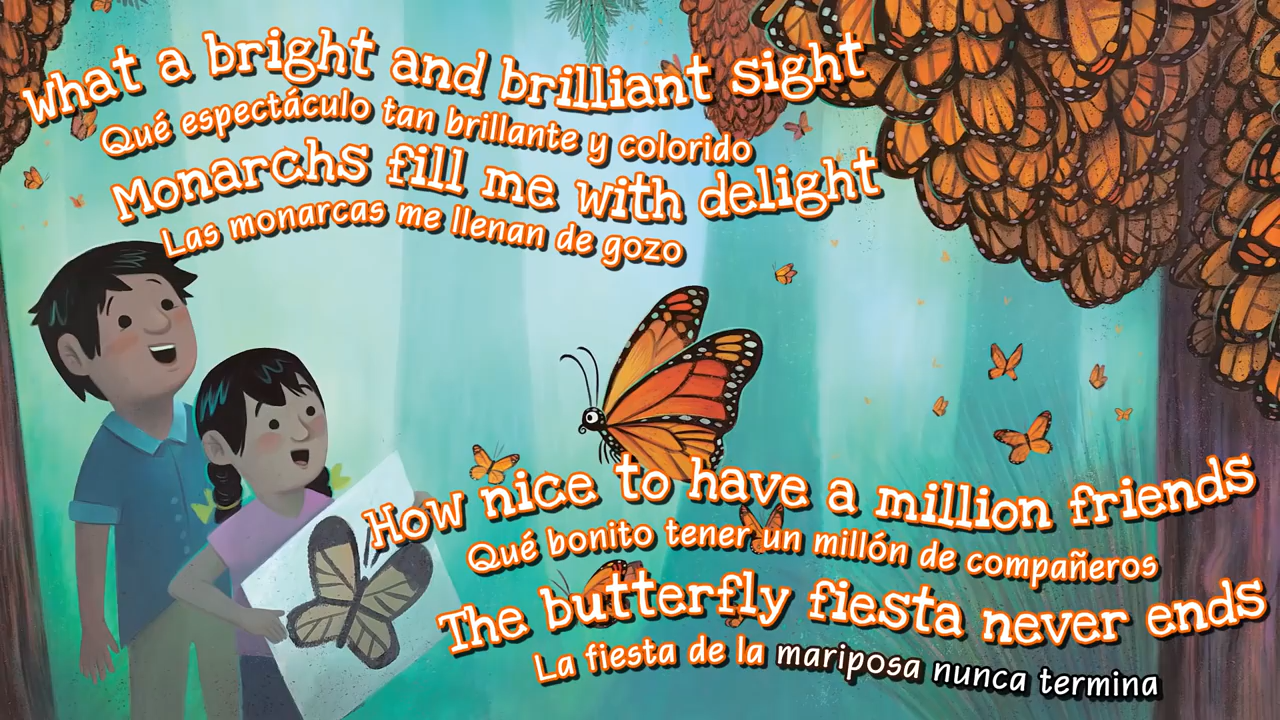 What a bright and brilliant sight
Qué espectáculo tan brillante y colorido
Monarchs fill me with delight
Las monarcas me llenan de gozo
How nice to have a million friends
Qué bonito tener un millón de compañeros
The butterfly fiesta never ends
La fiesta de la mariposa nunca termina